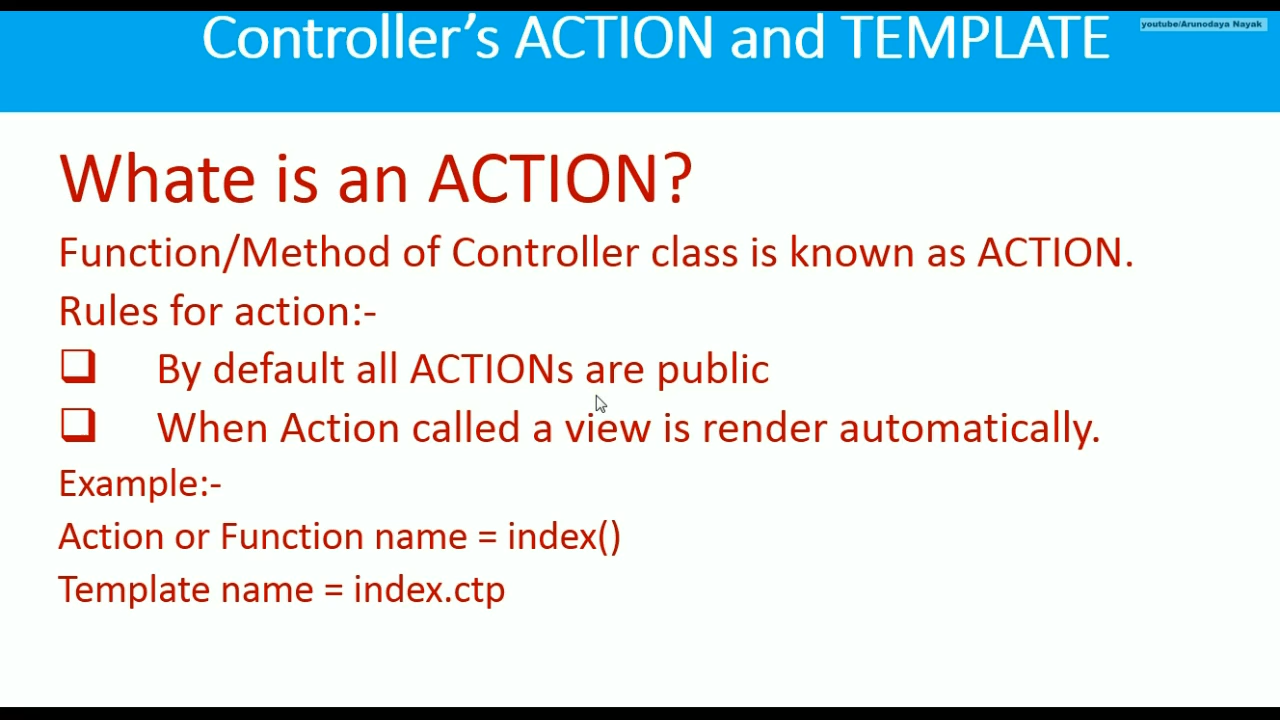 Controller's ACTION and TEMPLATE
youtube/Arunodaya Nayak
Whate is an ACTION?
Function/Method of Controller class is known as ACTION.
Rules for action:-
❑ By default all ACTIONs are public
❑ When Action called a view is render automatically.
Example:-
Action or Function name = index()
Template name = index.ctp